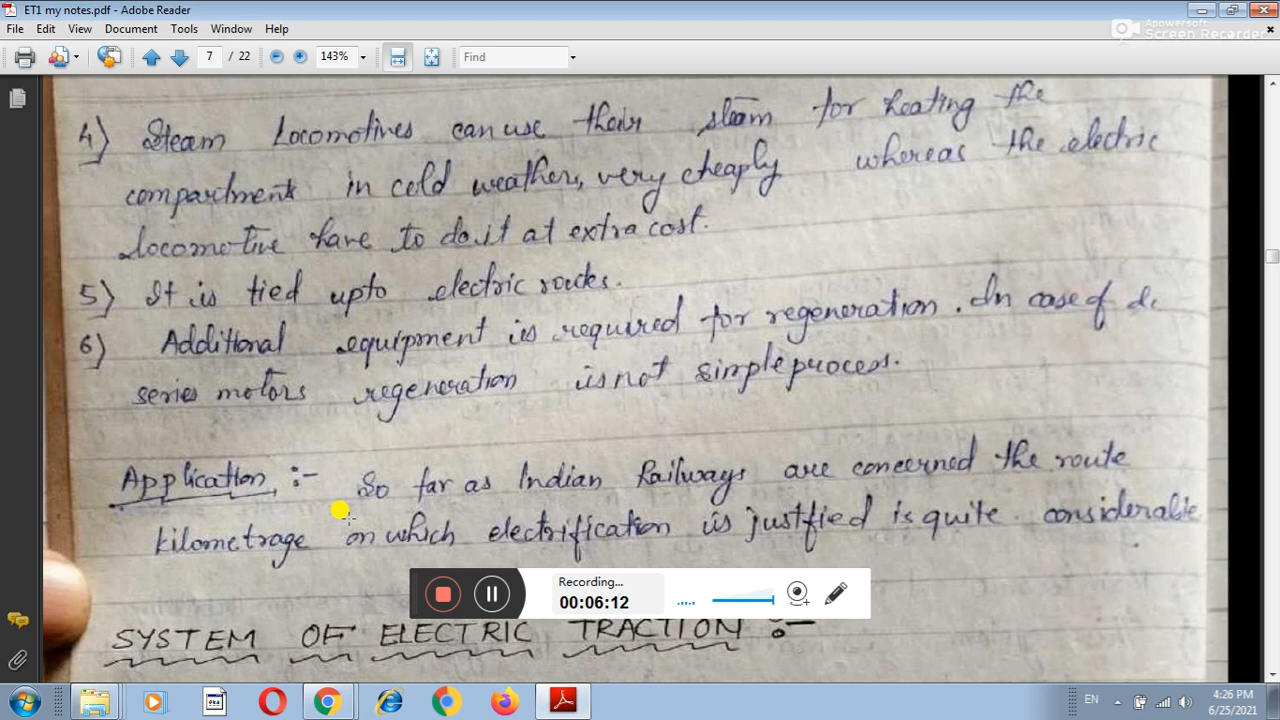 ET1 my notes.pdf - Adobe Reader
File Edit View Document Tools Window Help
Apowersoft
Screen Recorder
7 / 22 143% Find
4) Steam Locomotives can use their steam for heating the
compartment in cold weathers, very cheaply whereas the electric
locomotive have to do it at extra cost.
5) It is tied upto electric routes.
6) Additional equipment is required for regeneration. In case of dc
series motors regeneration is not simple process.
Application :- So far as Indian Railways are concerned the route
kilometrage on which electrification is justfied is quite considerable
Recording...
00:06:12
SYSTEM OF ELECTRIC TRACTION :-
EN 4:26 PM
6/25/2021